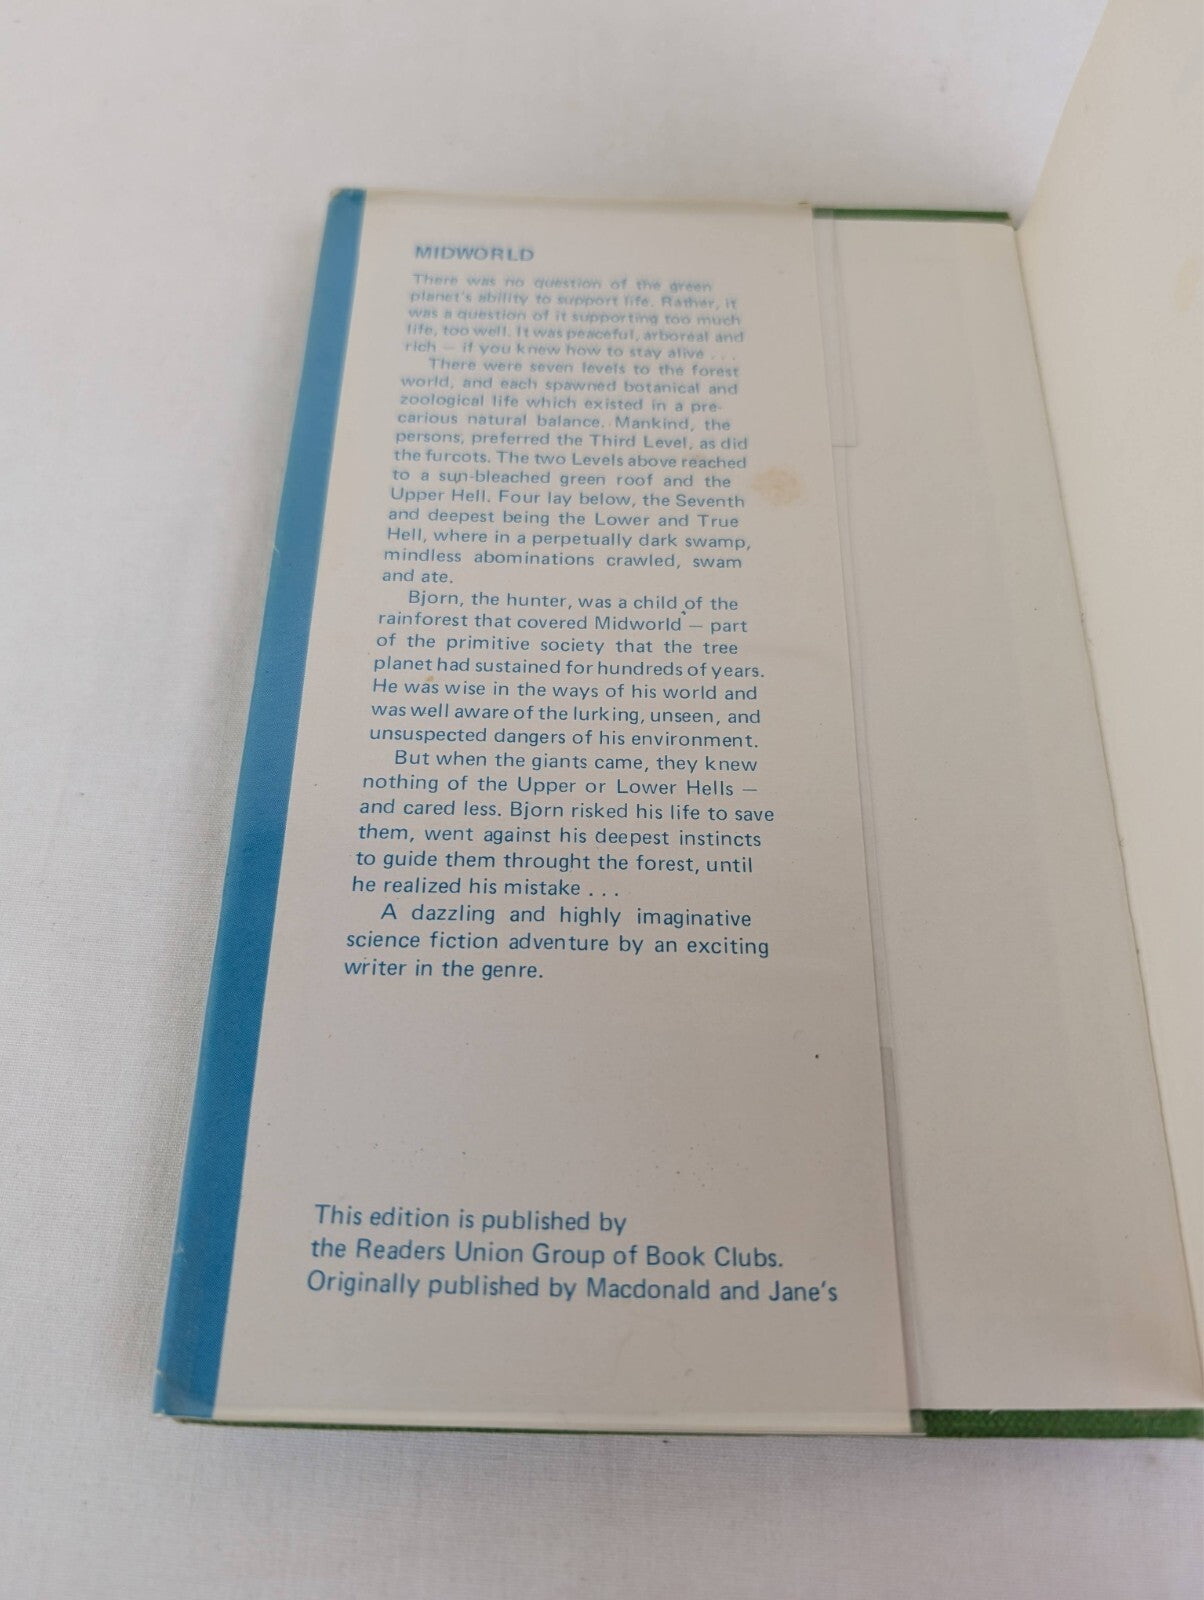 MIDWORLD
There was no question of the green
planet's ability to support life. Rather, it
was a question of it supporting too much
life, too well. It was peaceful, arboreal and
rich — if you knew how to stay alive . . .
There were seven levels to the forest
world, and each spawned botanical and
zoological life which existed in a pre-
carious natural balance. Mankind, the
persons, preferred the Third Level, as did
the furcots. The two Levels above reached
to a sun-bleached green roof and the
Upper Hell. Four lay below, the Seventh
and deepest being the Lower and True
Hell, where in a perpetually dark swamp,
mindless abominations crawled, swam
and ate.
Bjorn, the hunter, was a child of the
rainforest that covered Midworld — part
of the primitive society that the tree
planet had sustained for hundreds of years.
He was wise in the ways of his world and
was well aware of the lurking, unseen, and
unsuspected dangers of his environment.
But when the giants came, they knew
nothing of the Upper or Lower Hells —
and cared less. Bjorn risked his life to save
them, went against his deepest instincts
to guide them throught the forest, until
he realized his mistake . . .
A dazzling and highly imaginative
science fiction adventure by an exciting
writer in the genre.
This edition is published by
the Readers Union Group of Book Clubs.
Originally published by Macdonald and Jane's